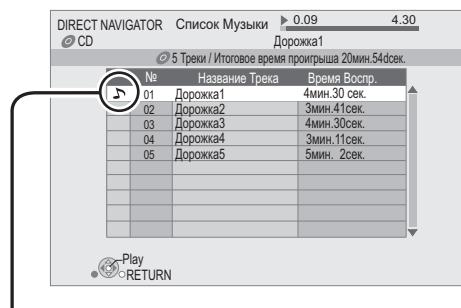 DIRECT NAVIGATOR Список Музыки 0.09 4.30
CD Дорожка1
5 Треки / Итоговое время проигрыша 20мин.54dсек.
№ Название Трека Время Воспр.
01 Дорожка1 4мин.30 сек.
02 Дорожка2 3мин.41сек.
03 Дорожка3 4мин.30сек.
04 Дорожка4 3мин.11сек.
05 Дорожка5 5мин. 2сек.
Play
RETURN